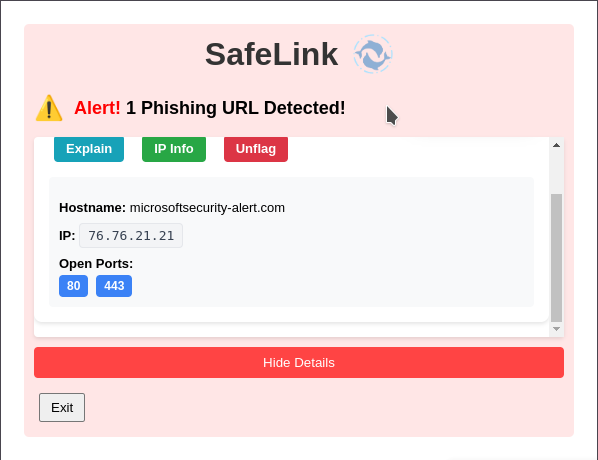 SafeLink
Alert! 1 Phishing URL Detected!
Explain IP Info Unflag
Hostname: microsoftsecurity-alert.com
IP: 76.76.21.21
Open Ports:
80 443
Hide Details
Exit